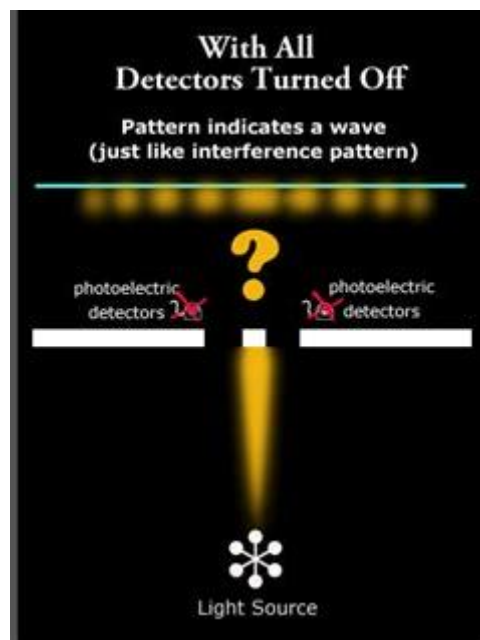 With All
Detectors Turned Off
Pattern indicates a wave
(just like interference pattern)
?
photoelectric
detectors
photoelectric
detectors
Light Source